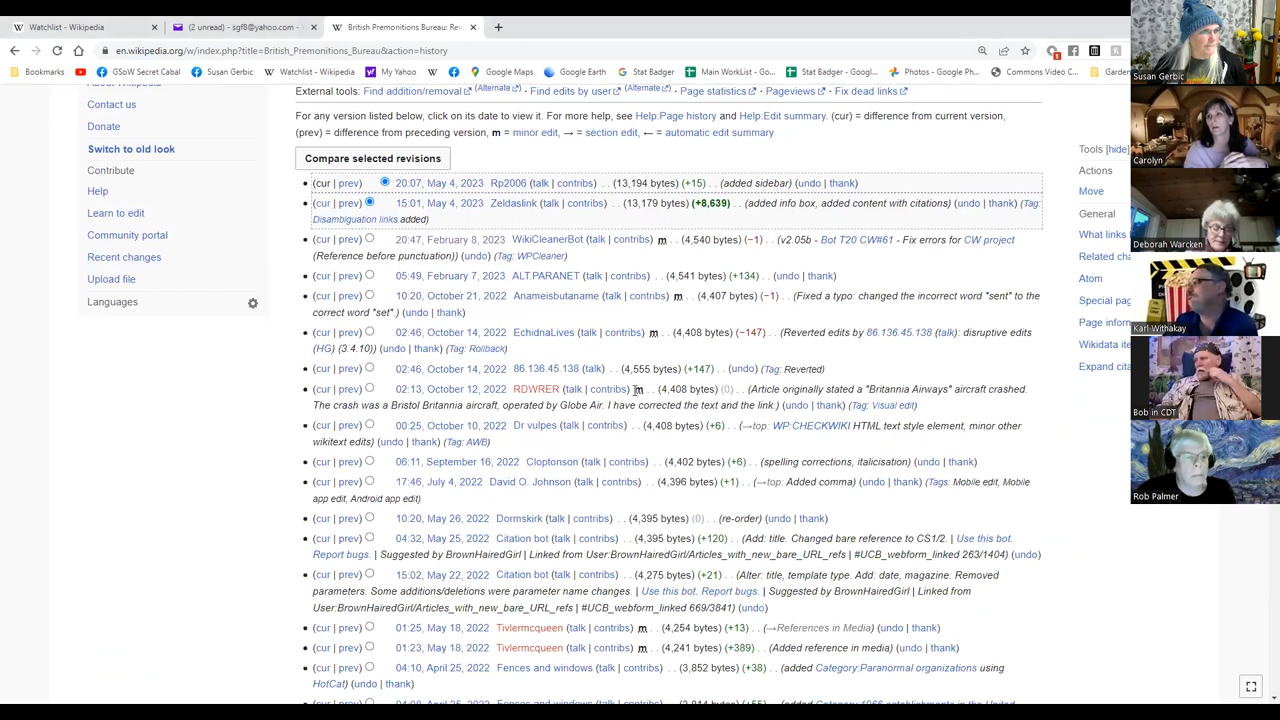 Watchlist - Wikipedia
(2 unread) - sgf8@yahoo.com -
British Premonitions Bureau: Rev
en.wikipedia.org/w/index.php?title=British_Premonitions_Bureau&action=history
Bookmarks GSoW Secret Cabal Susan Gerbic Watchlist - Wikipedia My Yahoo Google Maps Google Earth Stat Badger Main WorkList - Go... Stat Badger - Googl... Photos - Google Ph... Commons Video C... Garden
Contact us
Donate
Switch to old look
Contribute
Help
Learn to edit
Community portal
Recent changes
Upload file
Languages
External tools: Find addition/removal (Alternate) · Find edits by user (Alternate) · Page statistics · Pageviews · Fix dead links
For any version listed below, click on its date to view it. For more help, see Help:Page history and Help:Edit summary. (cur) = difference from current version,
(prev) = difference from preceding version, m = minor edit, → = section edit, ← = automatic edit summary
Compare selected revisions
(cur | prev) 20:07, May 4, 2023 Rp2006 (talk | contribs) . . (13,194 bytes) (+15) . . (added sidebar) (undo | thank)
(cur | prev) 15:01, May 4, 2023 Zeldaslink (talk | contribs) . . (13,179 bytes) (+8,639) . . (added info box, added content with citations) (undo | thank) (Tag:
Disambiguation links added)
(cur | prev) 20:47, February 8, 2023 WikiCleanerBot (talk | contribs) m . . (4,540 bytes) (−1) . . (v2.05b - Bot T20 CW#61 - Fix errors for CW project
(Reference before punctuation)) (undo) (Tag: WPCleaner)
(cur | prev) 05:49, February 7, 2023 ALT.PARANET (talk | contribs) . . (4,541 bytes) (+134) . . (undo | thank)
(cur | prev) 10:20, October 21, 2022 Anameisbutaname (talk | contribs) m . . (4,407 bytes) (−1) . . (Fixed a typo: changed the incorrect word "sent" to the
correct word "set".) (undo | thank)
(cur | prev) 02:46, October 14, 2022 EchidnaLives (talk | contribs) m . . (4,408 bytes) (−147) . . (Reverted edits by 86.136.45.138 (talk): disruptive edits
(HG) (3.4.10)) (undo | thank) (Tag: Rollback)
(cur | prev) 02:46, October 14, 2022 86.136.45.138 (talk) . . (4,555 bytes) (+147) . . (undo) (Tag: Reverted)
(cur | prev) 02:13, October 12, 2022 RDWRER (talk | contribs) m . . (4,408 bytes) (0) . . (Article originally stated a "Britannia Airways" aircraft crashed.
The crash was a Bristol Britannia aircraft, operated by Globe Air. I have corrected the text and the link.) (undo | thank) (Tag: Visual edit)
(cur | prev) 00:25, October 10, 2022 Dr vulpes (talk | contribs) . . (4,408 bytes) (+6) . . (→top: WP:CHECKWIKI HTML text style element, minor other
wikitext edits) (undo | thank) (Tag: AWB)
(cur | prev) 06:11, September 16, 2022 Cloptonson (talk | contribs) . . (4,402 bytes) (+6) . . (spelling corrections, italicisation) (undo | thank)
(cur | prev) 17:46, July 4, 2022 David O. Johnson (talk | contribs) . . (4,396 bytes) (+1) . . (→top: Added comma) (undo | thank) (Tags: Mobile edit, Mobile
app edit, Android app edit)
(cur | prev) 10:20, May 26, 2022 Dormskirk (talk | contribs) . . (4,395 bytes) (0) . . (re-order) (undo | thank)
(cur | prev) 04:32, May 25, 2022 Citation bot (talk | contribs) . . (4,395 bytes) (+120) . . (Add: title. Changed bare reference to CS1/2. | Use this bot.
Report bugs. | Suggested by BrownHairedGirl | Linked from User:BrownHairedGirl/Articles_with_new_bare_URL_refs | #UCB_webform_linked 263/1404) (undo)
(cur | prev) 15:02, May 22, 2022 Citation bot (talk | contribs) . . (4,275 bytes) (+21) . . (Alter: title, template type. Add: date, magazine. Removed
parameters. Some additions/deletions were parameter name changes. | Use this bot. Report bugs. | Suggested by BrownHairedGirl | Linked from
User:BrownHairedGirl/Articles_with_new_bare_URL_refs | #UCB_webform_linked 669/3841) (undo)
(cur | prev) 01:25, May 18, 2022 Tivlermcqueen (talk | contribs) m . . (4,254 bytes) (+13) . . (→References in Media) (undo | thank)
(cur | prev) 01:23, May 18, 2022 Tivlermcqueen (talk | contribs) m . . (4,241 bytes) (+389) . . (Added reference in media) (undo | thank)
(cur | prev) 04:10, April 25, 2022 Fences and windows (talk | contribs) . . (3,852 bytes) (+38) . . (added Category:Paranormal organizations using
HotCat) (undo | thank)
Tools [hide]
Actions
Move
General
What links
Related cha
Atom
Special pag
Page inform
Wikidata ite
Expand cita
Susan Gerbic
Carolyn
Deborah Warcken
Karl Withakay
Bob in CDT
Rob Palmer